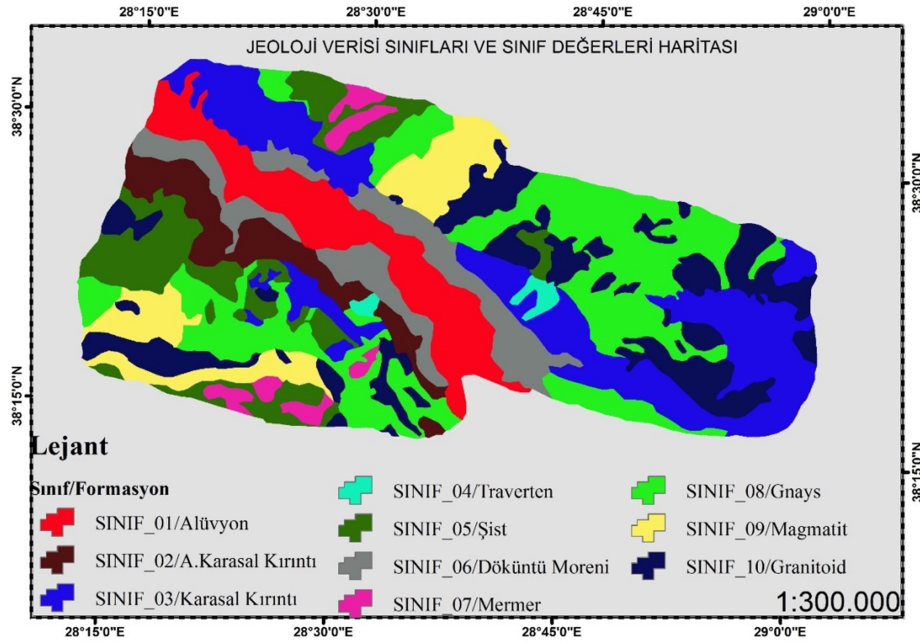 28°15'0"E 28°30'0"E 28°45'0"E 29°0'0"E
JEOLOJİ VERİSİ SINIFLARI VE SINIF DEĞERLERİ HARİTASI
38°30'0"N
38°30'0"N
38°15'0"N
38°15'0"N
Lejant
Sınıf/Formasyon
SINIF_01/Alüvyon
SINIF_02/A.Karasal Kırıntı
SINIF_03/Karasal Kırıntı
SINIF_04/Traverten
SINIF_05/Şist
SINIF_06/Döküntü Moreni
SINIF_07/Mermer
SINIF_08/Gnays
SINIF_09/Magmatit
SINIF_10/Granitoid
1:300.000
28°15'0"E 28°30'0"E 28°45'0"E 29°0'0"E